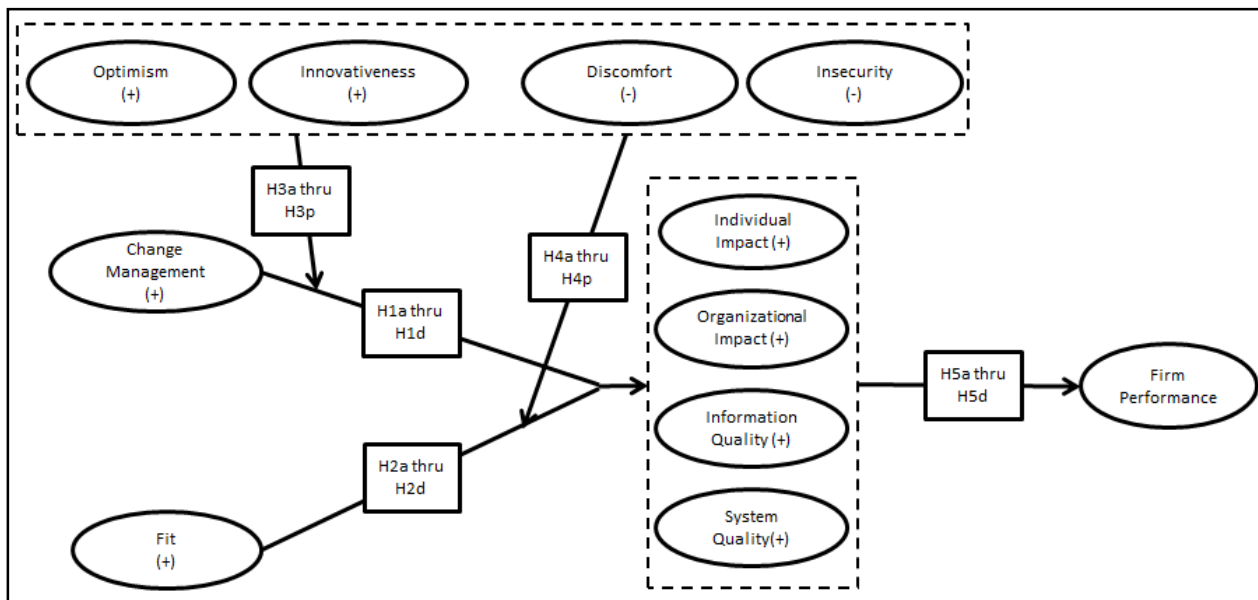 Optimism
(+)
Innovativeness
(+)
Discomfort
(-)
Insecurity
(-)
H3a thru
H3p
Change
Management
(+)
H4a thru
H4p
H1a thru
H1d
Individual
Impact (+)
Organizational
Impact (+)
Information
Quality (+)
System
Quality(+)
H5a thru
H5d
Firm
Performance
H2a thru
H2d
Fit
(+)